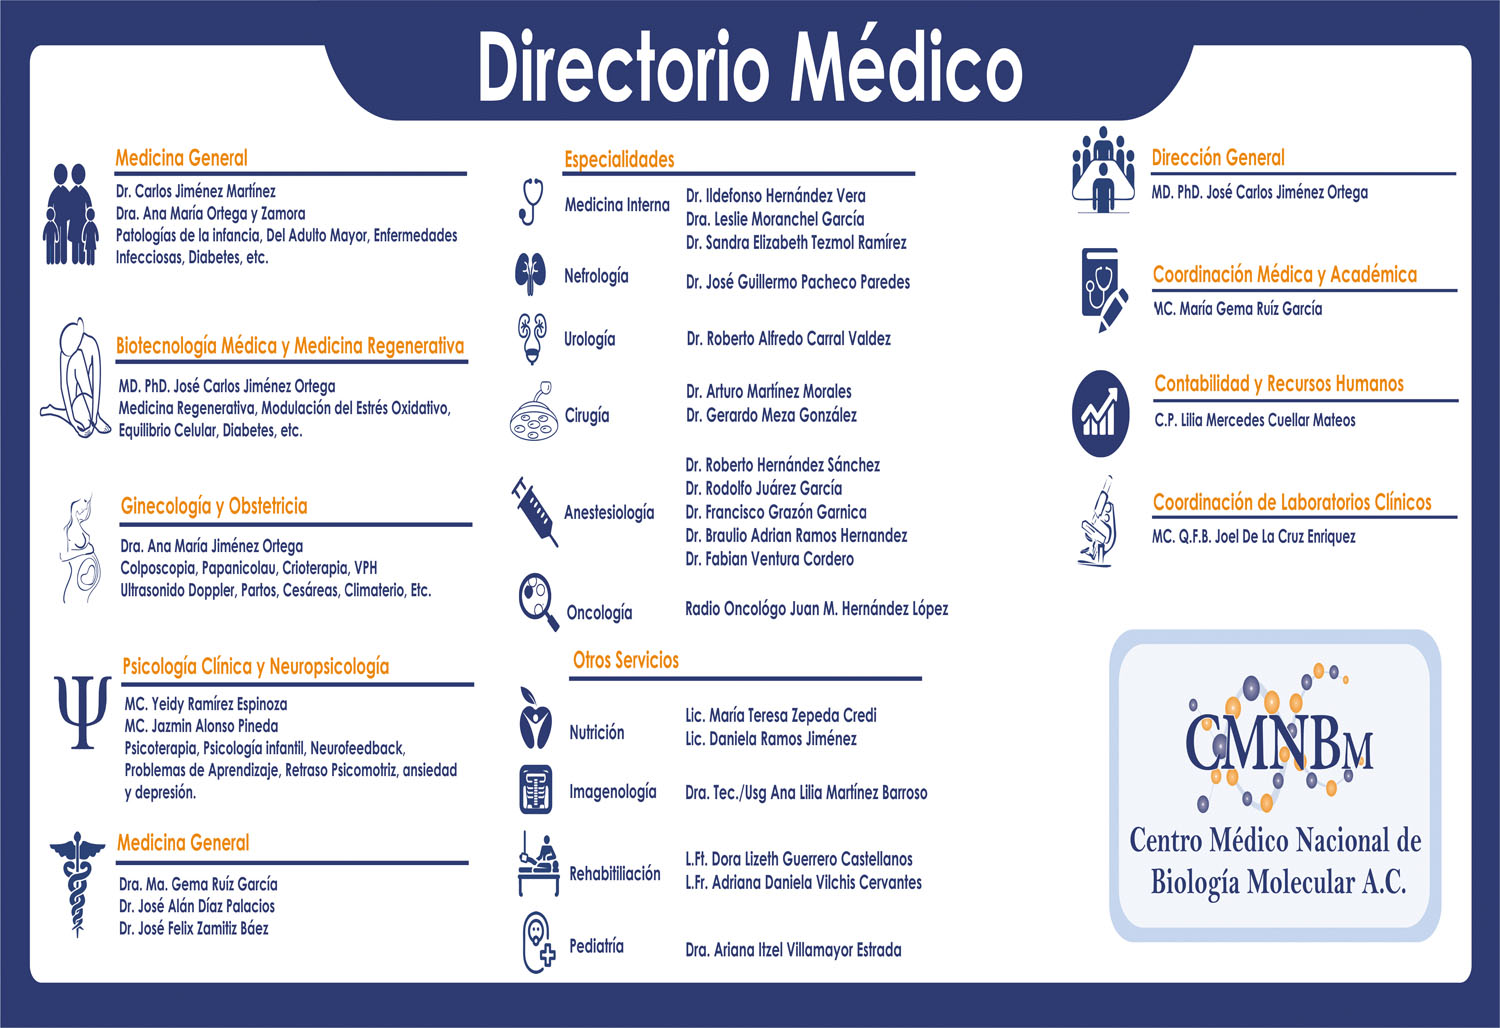 Directorio Médico
Medicina General
Dr. Carlos Jiménez Martínez
Dra. Ana María Ortega y Zamora
Patologías de la infancia, Del Adulto Mayor, Enfermedades
Infecciosas, Diabetes, etc.
Biotecnología Médica y Medicina Regenerativa
MD. PhD. José Carlos Jiménez Ortega
Medicina Regenerativa, Modulación del Estrés Oxidativo,
Equilibrio Celular, Diabetes, etc.
Ginecología y Obstetricia
Dra. Ana María Jiménez Ortega
Colposcopia, Papanicolau, Crioterapia, VPH
Ultrasonido Doppler, Partos, Cesáreas, Climaterio, Etc.
Psicología Clínica y Neuropsicología
MC. Yeidy Ramírez Espinoza
MC. Jazmin Alonso Pineda
Psicoterapia, Psicología infantil, Neurofeedback,
Problemas de Aprendizaje, Retraso Psicomotriz, ansiedad
y depresión.
Medicina General
Dra. Ma. Gema Ruíz García
Dr. José Alán Díaz Palacios
Dr. José Felix Zamitiz Báez
Especialidades
Medicina Interna
Dr. Ildefonso Hernández Vera
Dra. Leslie Moranchel García
Dr. Sandra Elizabeth Tezmol Ramírez
Nefrología
Dr. José Guillermo Pacheco Paredes
Urología
Dr. Roberto Alfredo Carral Valdez
Cirugía
Dr. Arturo Martínez Morales
Dr. Gerardo Meza González
Anestesiología
Dr. Roberto Hernández Sánchez
Dr. Rodolfo Juárez García
Dr. Francisco Grazón Garnica
Dr. Braulio Adrian Ramos Hernandez
Dr. Fabian Ventura Cordero
Oncología
Radio Oncológo Juan M. Hernández López
Otros Servicios
Nutrición
Lic. María Teresa Zepeda Credi
Lic. Daniela Ramos Jiménez
Imagenología
Dra. Tec./Usg Ana Lilia Martínez Barroso
Rehabitiliación
L.Ft. Dora Lizeth Guerrero Castellanos
L.Fr. Adriana Daniela Vilchis Cervantes
Pediatría
Dra. Ariana Itzel Villamayor Estrada
Dirección General
MD. PhD. José Carlos Jiménez Ortega
Coordinación Médica y Académica
MC. María Gema Ruíz García
Contabilidad y Recursos Humanos
C.P. Lilia Mercedes Cuellar Mateos
Coordinación de Laboratorios Clínicos
MC. Q.F.B. Joel De La Cruz Enriquez
CMNBM
Centro Médico Nacional de
Biología Molecular A.C.